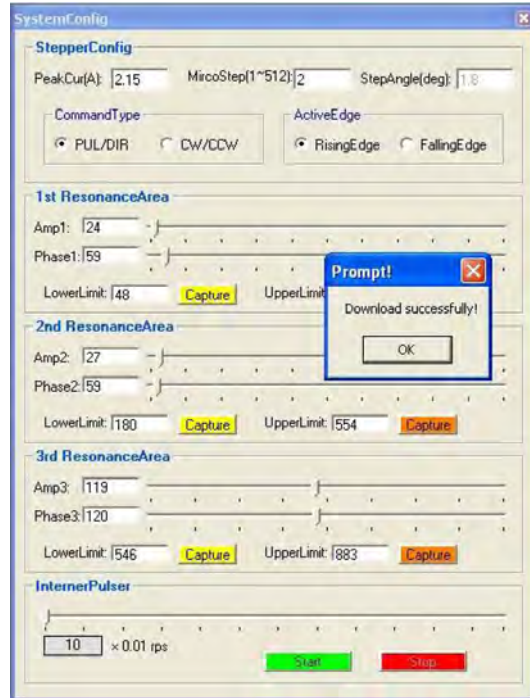 SystemConfig
StepperConfig
PeakCur(A): 2.15 MircoStep(1~512): 2 StepAngle(deg): 1.8
CommandType ActiveEdge
PUL/DIR CW/CCW RisingEdge FallingEdge
1st ResonanceArea
Amp1: 24
Phase1: 59
LowerLimit: 48 Capture UpperLimit
Prompt!
Download successfully!
OK
2nd ResonanceArea
Amp2: 27
Phase2: 59
LowerLimit: 180 Capture UpperLimit: 554 Capture
3rd ResonanceArea
Amp3: 119
Phase3: 120
LowerLimit: 546 Capture UpperLimit: 883 Capture
InternerPulser
10 × 0.01 rps
Start Stop